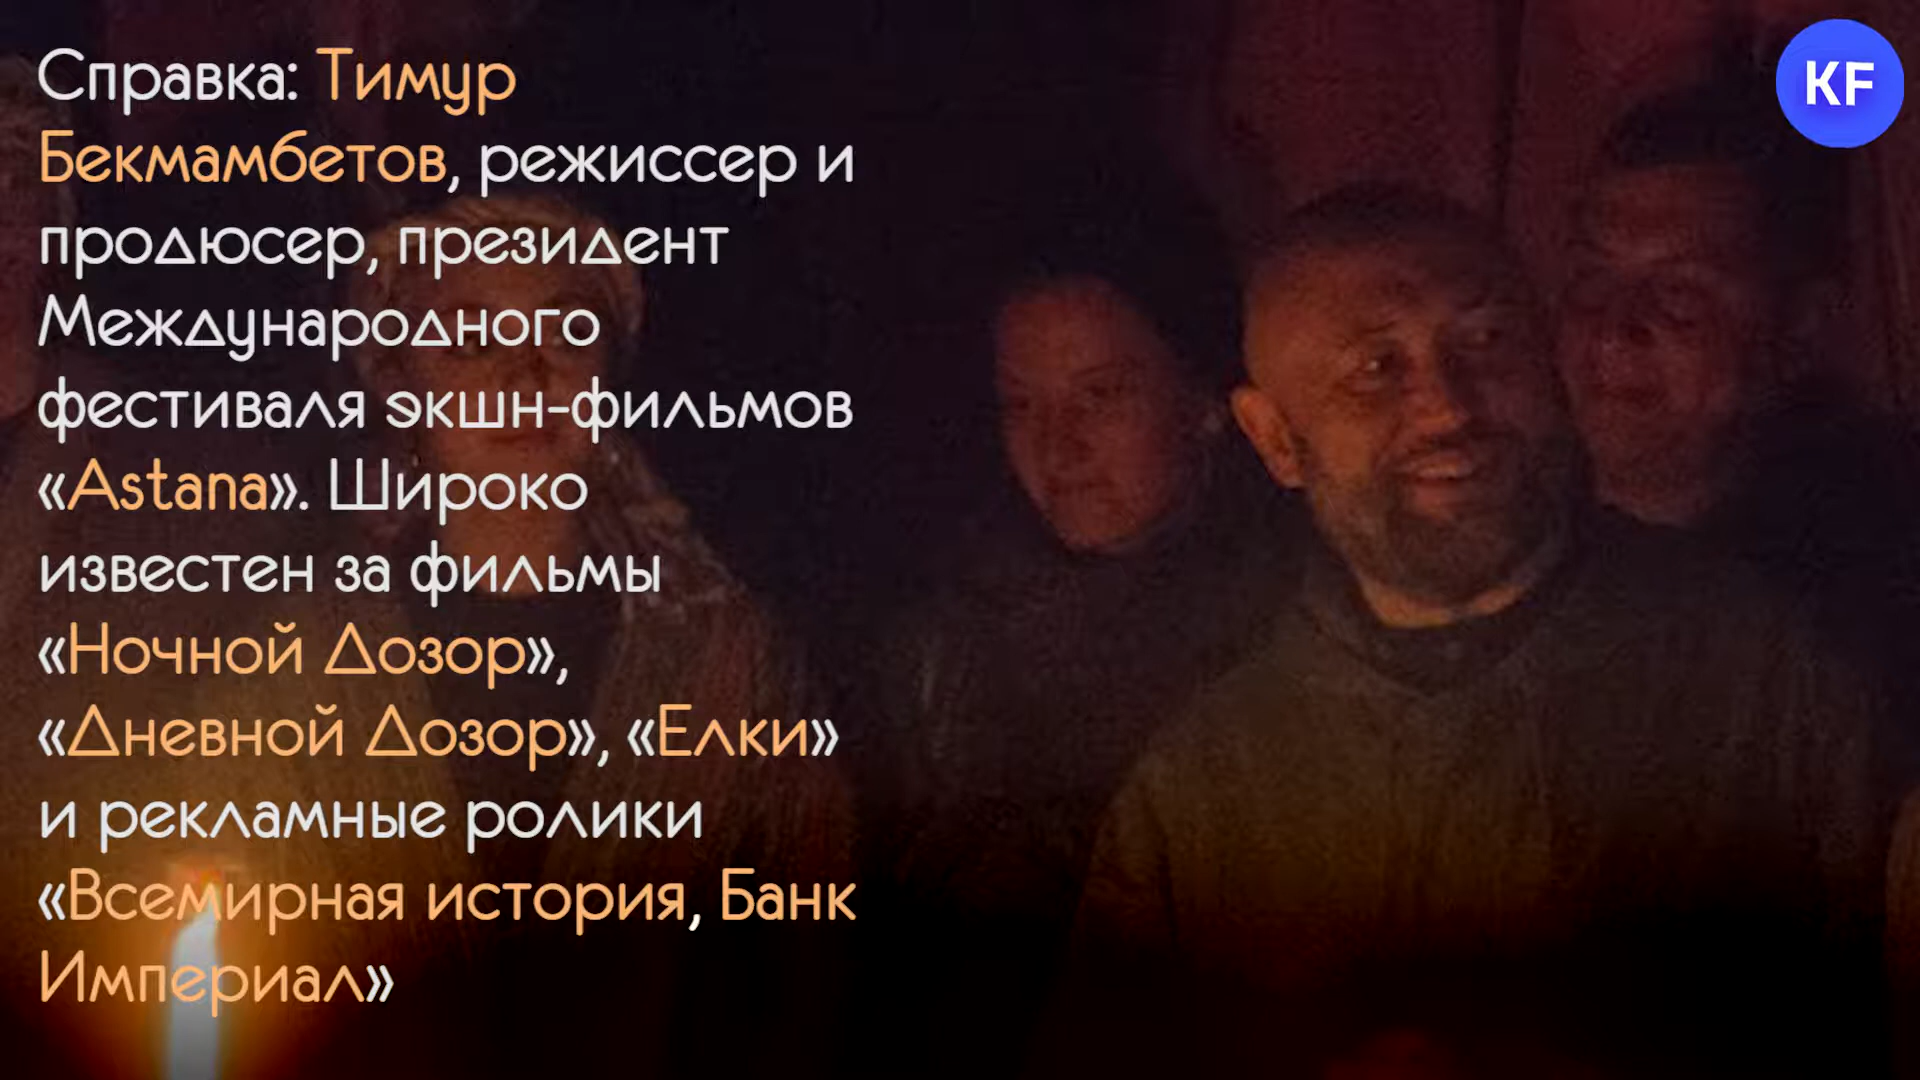 Справка: Тимур
Бекмамбетов, режиссер и
продюсер, президент
Международного
фестиваля экшн-фильмов
«Astana». Широко
известен за фильмы
«Ночной Дозор»,
«Дневной Дозор», «Елки»
и рекламные ролики
«Всемирная история, Банк
Империал»
KF